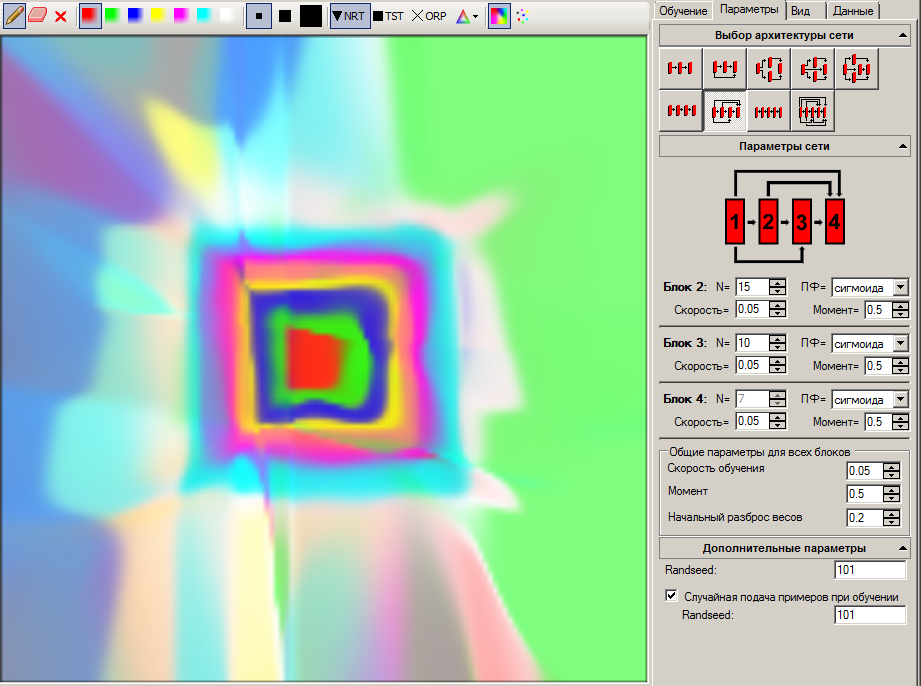 NRT TST ORP
Обучение Параметры Вид Данные
Выбор архитектуры сети
Параметры сети
1 2 3 4
Блок 2: N= 15 ПФ= сигмоида
Скорость= 0.05 Момент= 0.5
Блок 3: N= 10 ПФ= сигмоида
Скорость= 0.05 Момент= 0.5
Блок 4: N= 7 ПФ= сигмоида
Скорость= 0.05 Момент= 0.5
Общие параметры для всех блоков
Скорость обучения 0.05
Момент 0.5
Начальный разброс весов 0.2
Дополнительные параметры
Randseed: 101
Случайная подача примеров при обучении
Randseed: 101